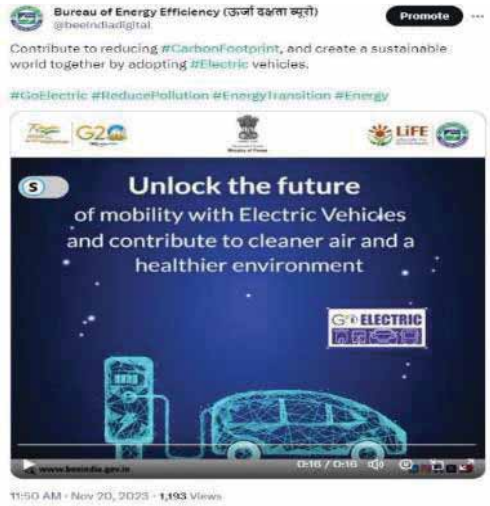 Bureau of Energy Efficiency (ऊर्जा दक्षता ब्यूरो)
@beeindiadigital
Promote
Contribute to reducing #CarbonFootprint, and create a sustainable
world together by adopting #Electric vehicles.
#GoElectric #ReducePollution #EnergyTransition #Energy
G20
LiFE
S
Unlock the future
of mobility with Electric Vehicles
and contribute to cleaner air and a
healthier environment
GO ELECTRIC
www.beeindia.gov.in
0:16 / 0:16
11:50 AM · Nov 20, 2023 · 1,193 Views